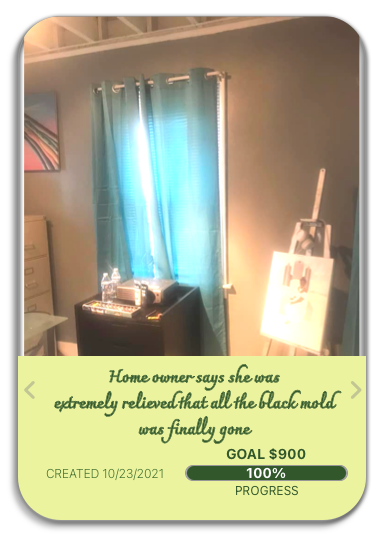 Home owner says she was
extremely relieved that all the black mold
was finally gone
GOAL $900
CREATED 10/23/2021
100%
PROGRESS